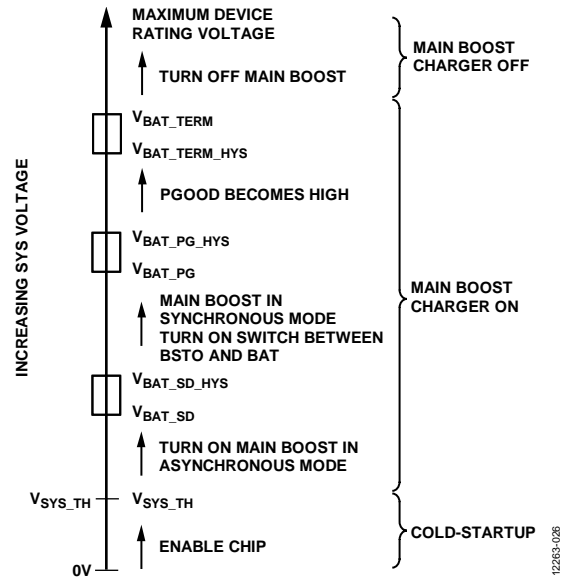 MAXIMUM DEVICE
RATING VOLTAGE
TURN OFF MAIN BOOST
MAIN BOOST
CHARGER OFF
VBAT_TERM
VBAT_TERM_HYS
PGOOD BECOMES HIGH
VBAT_PG_HYS
VBAT_PG
INCREASING SYS VOLTAGE
MAIN BOOST IN
SYNCHRONOUS MODE
TURN ON SWITCH BETWEEN
BSTO AND BAT
MAIN BOOST
CHARGER ON
VBAT_SD_HYS
VBAT_SD
TURN ON MAIN BOOST IN
ASYNCHRONOUS MODE
VSYS_TH
VSYS_TH
ENABLE CHIP
COLD-STARTUP
0V
12263-026